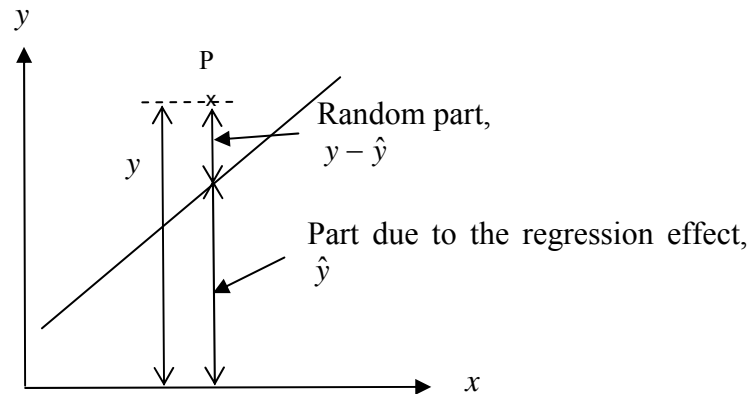 y
P
Random part,
y – ŷ
y
Part due to the regression effect,
ŷ
x